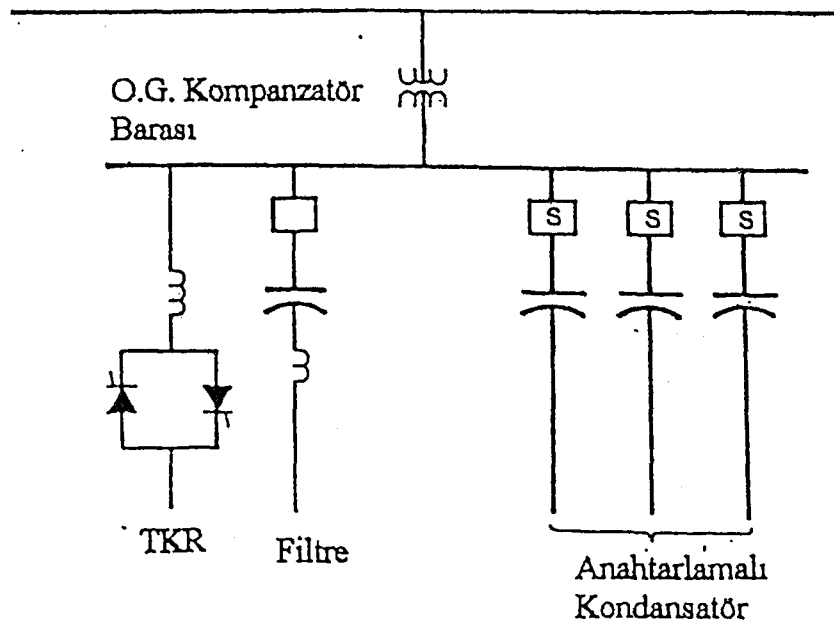 O.G. Kompanzatör
Barası
S S S
TKR
Filtre
Anahtarlamalı
Kondansatör